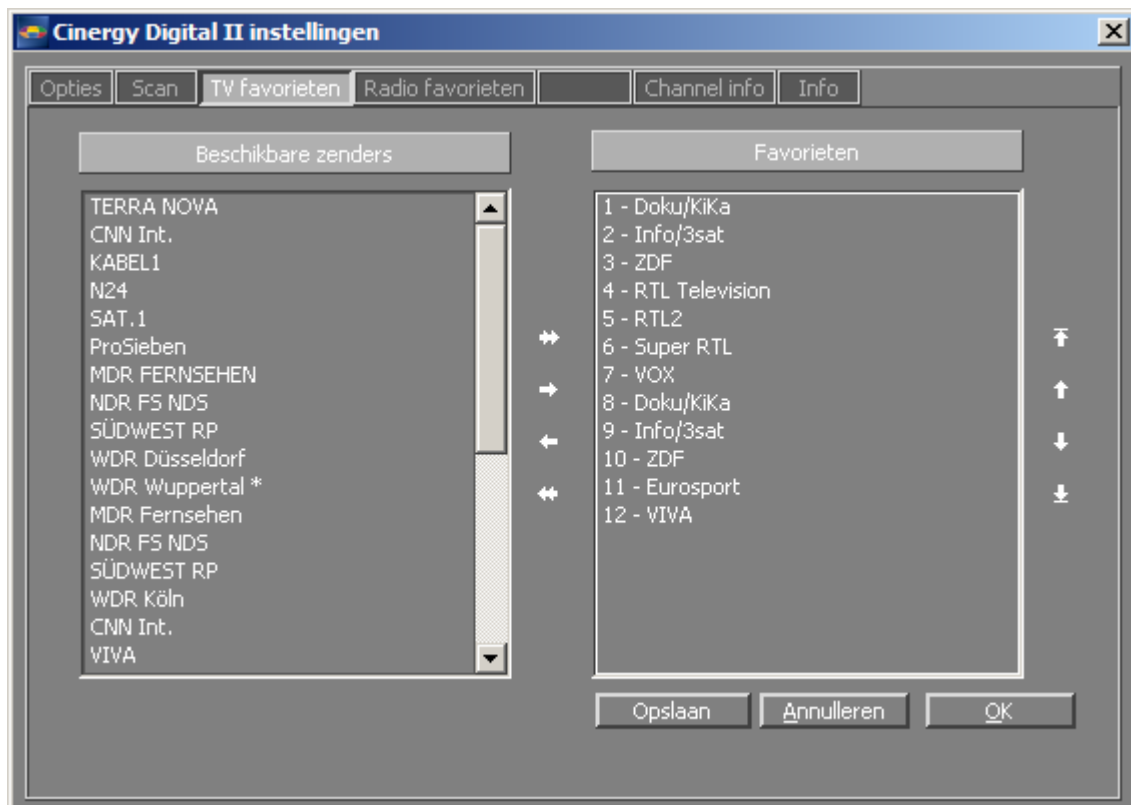 Cinergy Digital II instellingen
Opties Scan TV favorieten Radio favorieten Channel info Info
Beschikbare zenders
TERRA NOVA
CNN Int.
KABEL1
N24
SAT.1
ProSieben
MDR FERNSEHEN
NDR FS NDS
SÜDWEST RP
WDR Düsseldorf
WDR Wuppertal *
MDR Fernsehen
NDR FS NDS
SÜDWEST RP
WDR Köln
CNN Int.
VIVA
Favorieten
1 - Doku/KiKa
2 - Info/3sat
3 - ZDF
4 - RTL Television
5 - RTL2
6 - Super RTL
7 - VOX
8 - Doku/KiKa
9 - Info/3sat
10 - ZDF
11 - Eurosport
12 - VIVA
Opslaan Annulleren OK